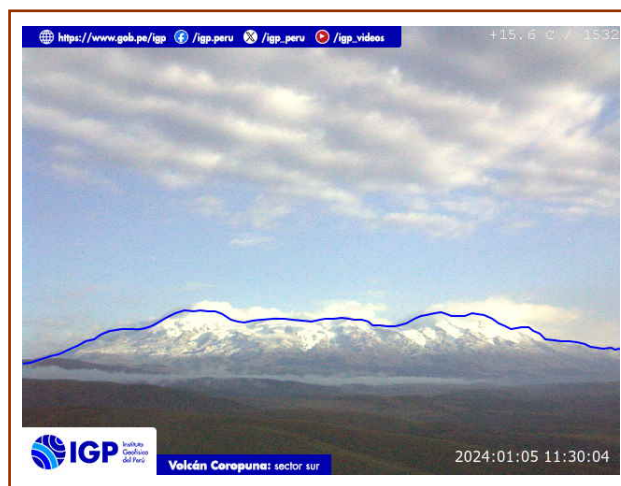 https://www.gob.pe/igp /igp.peru /igp_peru /igp_videos
+15.6 C / 1532
IGP
Instituto
Geofísico
del Perú
Volcán Coropuna: sector sur
2024:01:05 11:30:04